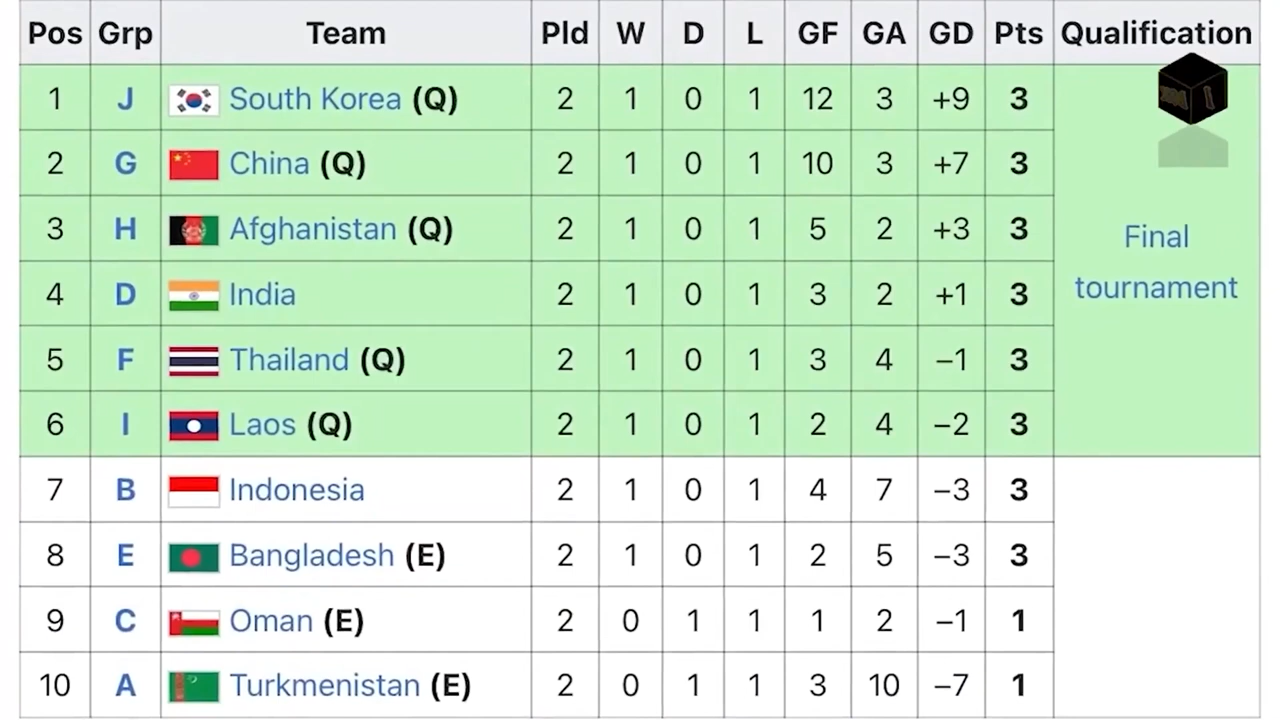 Pos Grp Team Pld W D L GF GA GD Pts Qualification
1 J South Korea (Q) 2 1 0 1 12 3 +9 3
2 G China (Q) 2 1 0 1 10 3 +7 3
3 H Afghanistan (Q) 2 1 0 1 5 2 +3 3
Final
4 D India 2 1 0 1 3 2 +1 3
tournament
5 F Thailand (Q) 2 1 0 1 3 4 −1 3
6 I Laos (Q) 2 1 0 1 2 4 −2 3
7 B Indonesia 2 1 0 1 4 7 −3 3
8 E Bangladesh (E) 2 1 0 1 2 5 −3 3
9 C Oman (E) 2 0 1 1 1 2 −1 1
10 A Turkmenistan (E) 2 0 1 1 3 10 −7 1